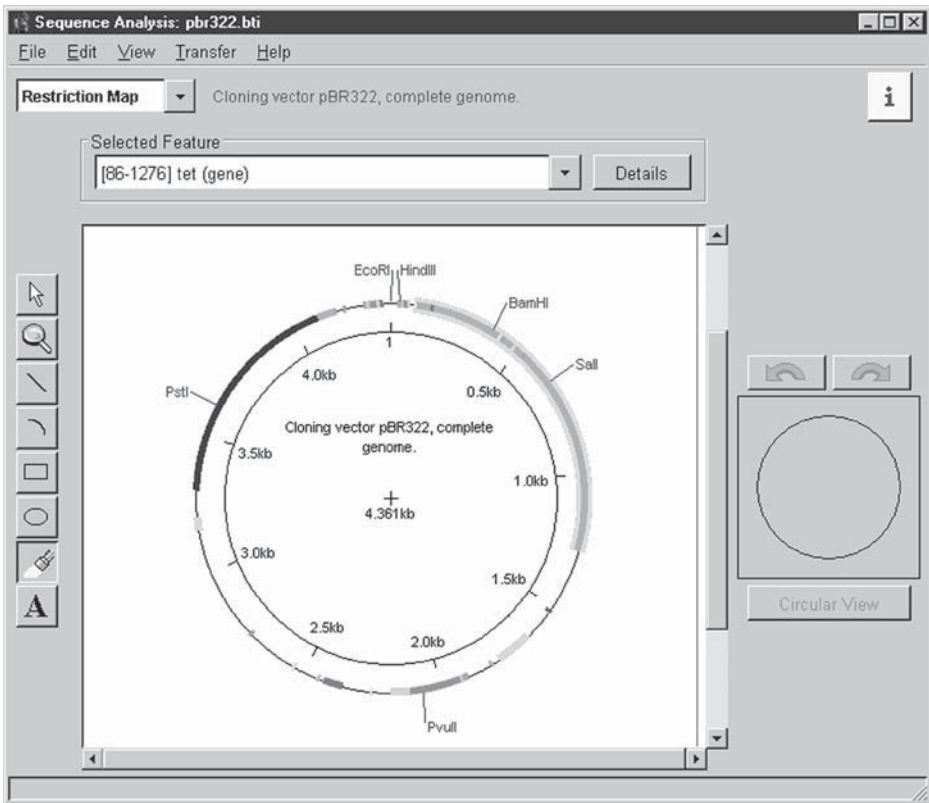 Sequence Analysis: pbr322.bti
File Edit View Transfer Help
Restriction Map
Cloning vector pBR322, complete genome.
i
Selected Feature
[86-1276] tet (gene)
Details
EcoRI HindIII
BamHI
SalI
PstI
1
0.5kb
4.0kb
Cloning vector pBR322, complete
genome.
3.5kb
1.0kb
4.361kb
3.0kb
1.5kb
2.5kb
2.0kb
PvuII
A
Circular View